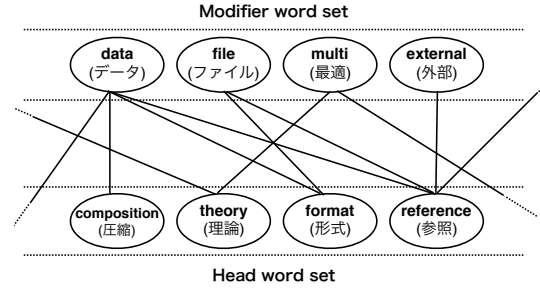 Modifier word set
data
(データ)
file
(ファイル)
multi
(最適)
external
(外部)
composition
(圧縮)
theory
(理論)
format
(形式)
reference
(参照)
Head word set